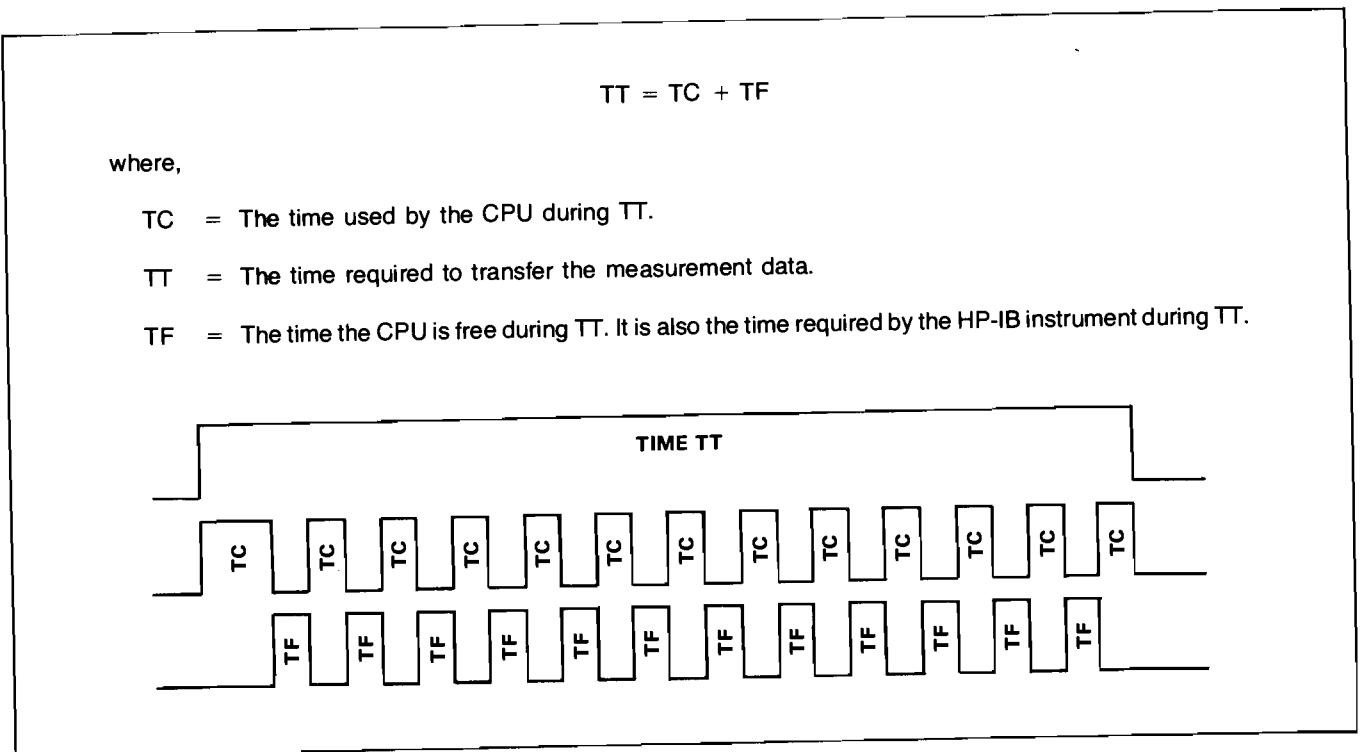 TT = TC + TF
where,
TC = The time used by the CPU during TT.
TT = The time required to transfer the measurement data.
TF = The time the CPU is free during TT. It is also the time required by the HP-IB instrument during TT.
TIME TT
TC TC TC TC TC TC TC TC TC TC TC TC TC
TF TF TF TF TF TF TF TF TF TF TF TF